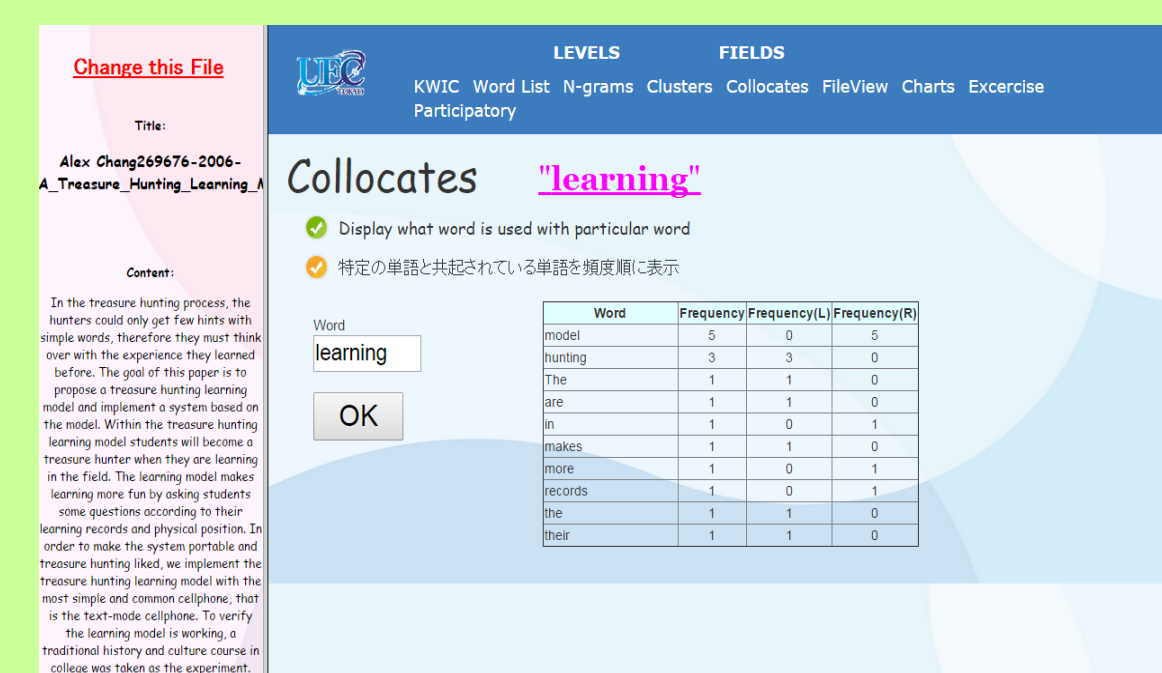 Change this File
Title:
Alex Chang269676-2006-
A_Treasure_Hunting_Learning_
Content:
In the treasure hunting process, the
hunters could only get few hints with
simple words, therefore they must think
over with the experience they learned
before. The goal of this paper is to
propose a treasure hunting learning
model and implement a system based on
the model. Within the treasure hunting
learning model students will become a
treasure hunter when they are learning
in the field. The learning model makes
learning more fun by asking students
some questions according to their
learning records and physical position. In
order to make the system portable and
treasure hunting liked, we implement the
treasure hunting learning model with the
most simple and common cellphone, that
is the text-mode cellphone. To verify
the learning model is working, a
traditional history and culture course in
college was taken as the experiment.
UEC
TOKYO
LEVELS FIELDS
KWIC Word List N-grams Clusters Collocates FileView Charts Excercise
Participatory
Collocates "learning"
Display what word is used with particular word
特定の単語と共起されている単語を頻度順に表示
Word
learning
OK
Word Frequency Frequency(L) Frequency(R)
model 5 0 5
hunting 3 3 0
The 1 1 0
are 1 1 0
in 1 0 1
makes 1 1 0
more 1 0 1
records 1 0 1
the 1 1 0
their 1 1 0